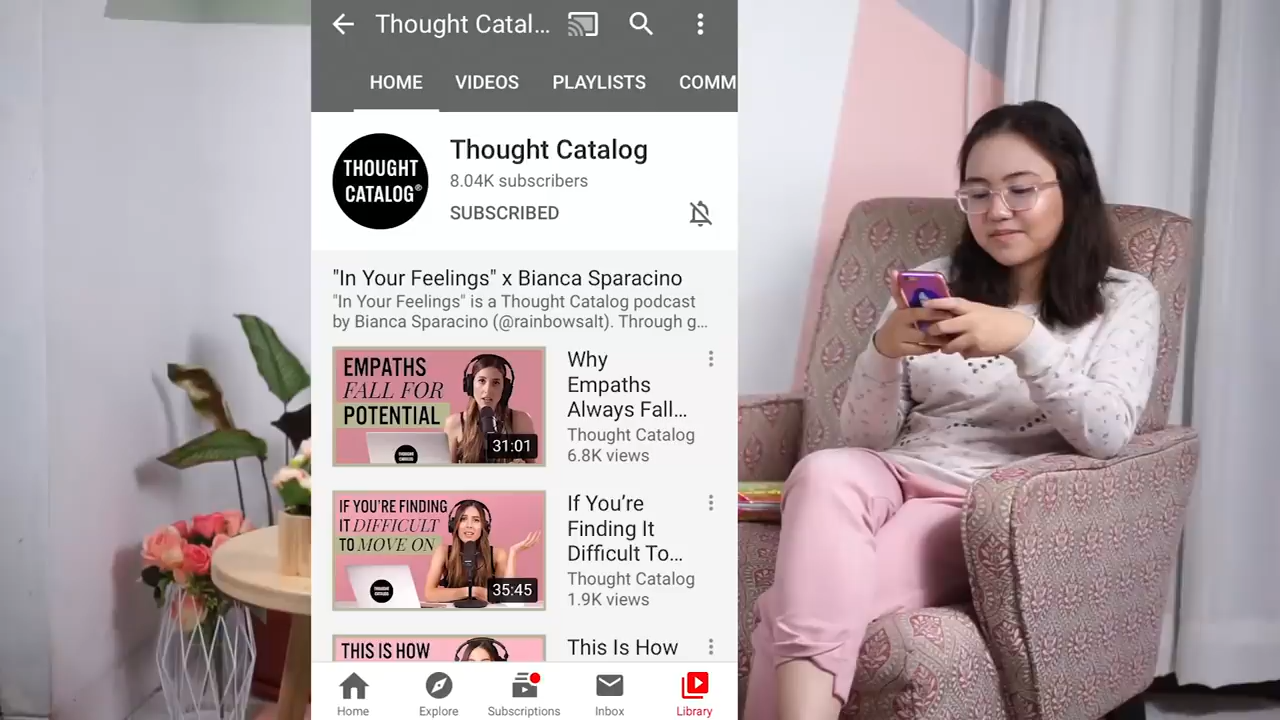 Thought Catal...
HOME VIDEOS PLAYLISTS COMM
THOUGHT
CATALOG®
Thought Catalog
8.04K subscribers
SUBSCRIBED
"In Your Feelings" x Bianca Sparacino
"In Your Feelings" is a Thought Catalog podcast
by Bianca Sparacino (@rainbowsalt). Through g...
EMPATHS
FALL FOR
POTENTIAL
31:01
Why
Empaths
Always Fall...
Thought Catalog
6.8K views
IF YOU'RE FINDING
IT DIFFICULT
TO MOVE ON
35:45
If You’re
Finding It
Difficult To...
Thought Catalog
1.9K views
THIS IS HOW
This Is How
Home Explore Subscriptions Inbox Library